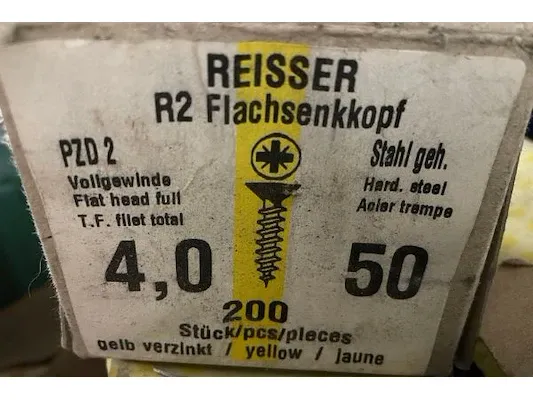 REISSER
R2 Flachsenkkopf
PZD 2
Stahl geh.
Vollgewinde
Hard. steel
Flat head full
Acier trempe
T.F. filet total
4,0
50
200
Stück/pcs/pieces
gelb verzinkt / yellow / jaune